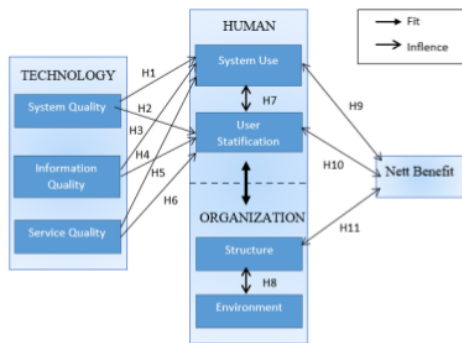 HUMAN
Fit
Inflence
TECHNOLOGY
System Use
System Quality
H1
H2
H3
H4
H5
H6
H7
User
Statification
H9
H10
Information
Quality
Nett Benefit
ORGANIZATION
H11
Service Quality
Structure
H8
Environment